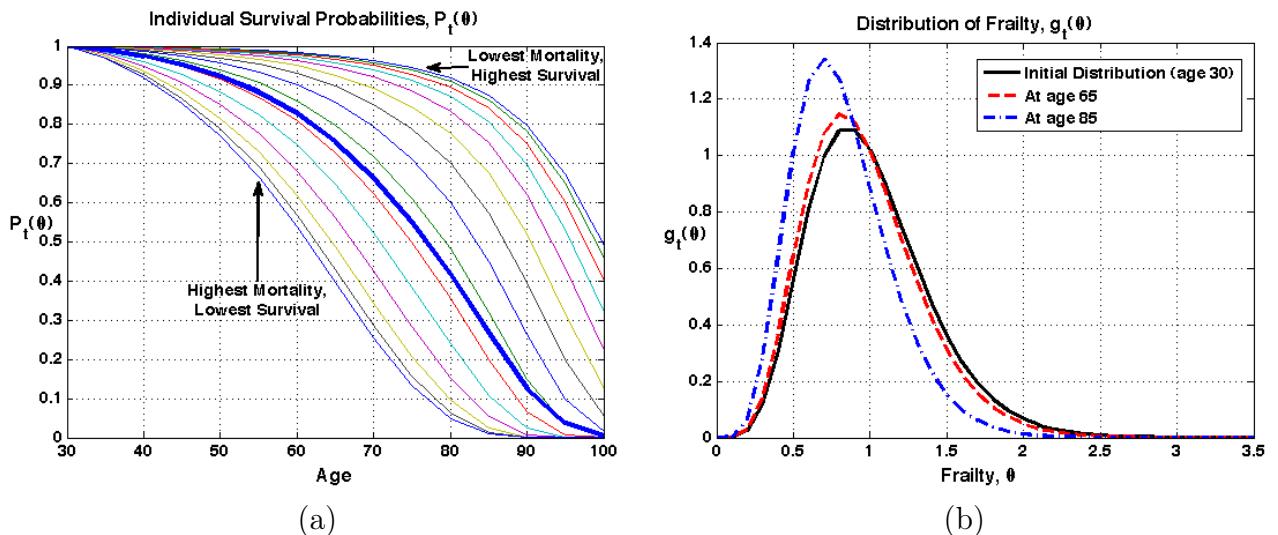 Individual Survival Probabilities, P_t(θ)
1
0.9
0.8
0.7
0.6
P_t(θ)
0.5
0.4
0.3
0.2
0.1
0
Lowest Mortality,
Highest Survival
Highest Mortality,
Lowest Survival
30 40 50 60 70 80 90 100
Age
(a)
Distribution of Frailty, g_t(θ)
1.4
1.2
1
0.8
g_t(θ)
0.6
0.4
0.2
0
Initial Distribution (age 30)
At age 65
At age 85
0 0.5 1 1.5 2 2.5 3 3.5
Frailty, θ
(b)